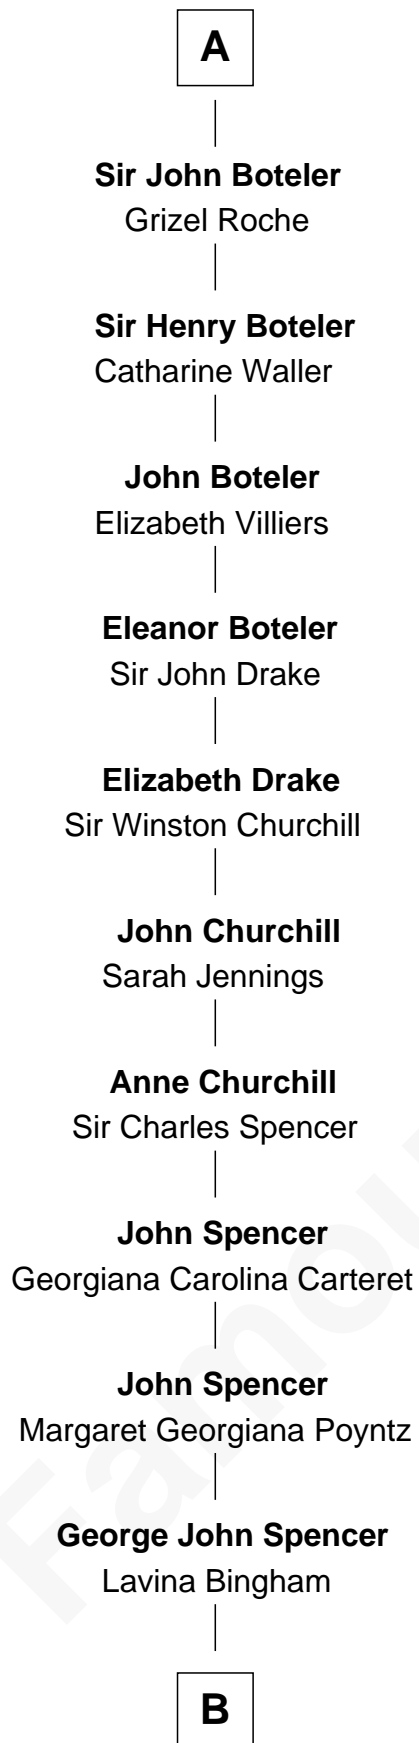 A
Sir John Boteler
Grizel Roche
Sir Henry Boteler
Catharine Waller
John Boteler
Elizabeth Villiers
Eleanor Boteler
Sir John Drake
Elizabeth Drake
Sir Winston Churchill
John Churchill
Sarah Jennings
Anne Churchill
Sir Charles Spencer
John Spencer
Georgiana Carolina Carteret
John Spencer
Margaret Georgiana Poyntz
George John Spencer
Lavina Bingham
B
Famou